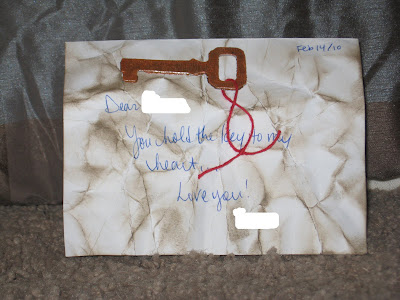 Feb 14/10
Dear
You hold the key to my
heart...
Love you!